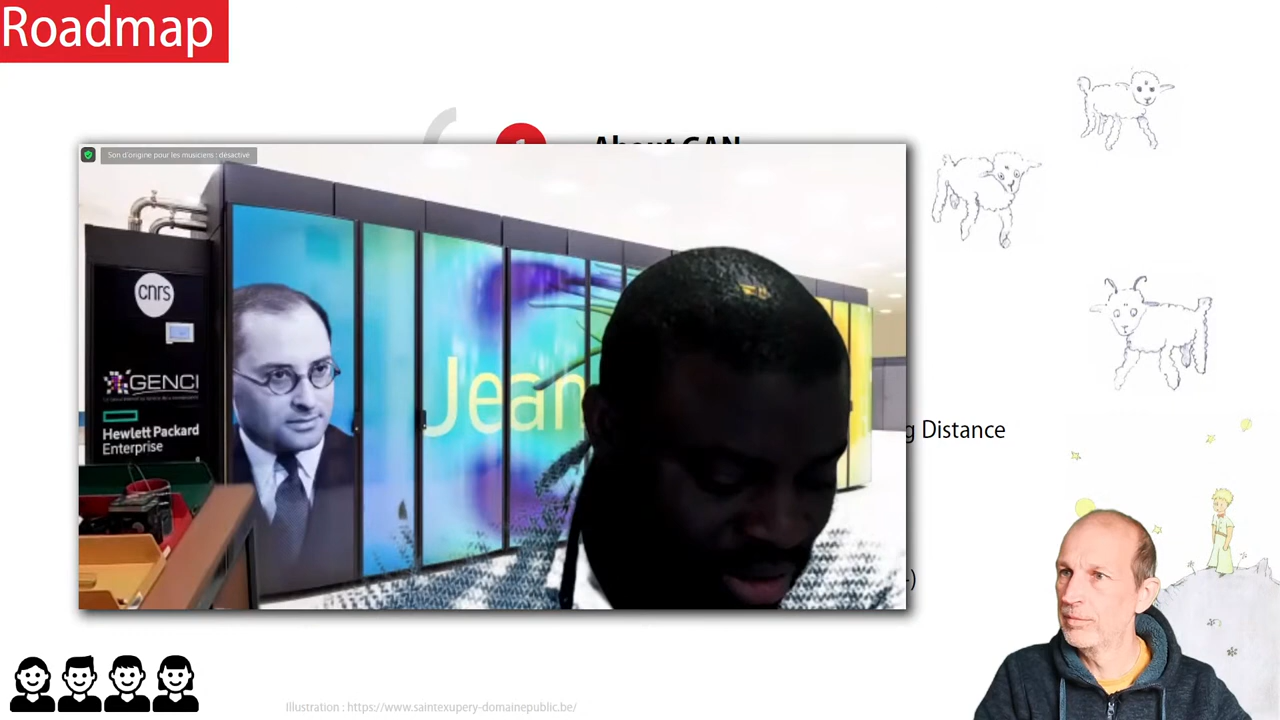 Roadmap
About GAN
Son d'origine pour les musiciens : désactivé
cnrs
GENCI
Hewlett Packard
Enterprise
Jean
g Distance
Illustration : https://www.saintexupery-domainepublic.be/